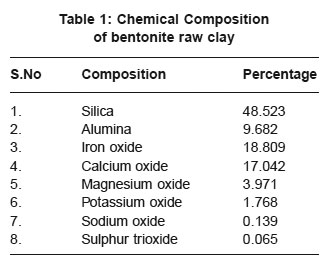 Table 1: Chemical Composition
of bentonite raw clay
S.No Composition Percentage
1. Silica 48.523
2. Alumina 9.682
3. Iron oxide 18.809
4. Calcium oxide 17.042
5. Magnesium oxide 3.971
6. Potassium oxide 1.768
7. Sodium oxide 0.139
8. Sulphur trioxide 0.065